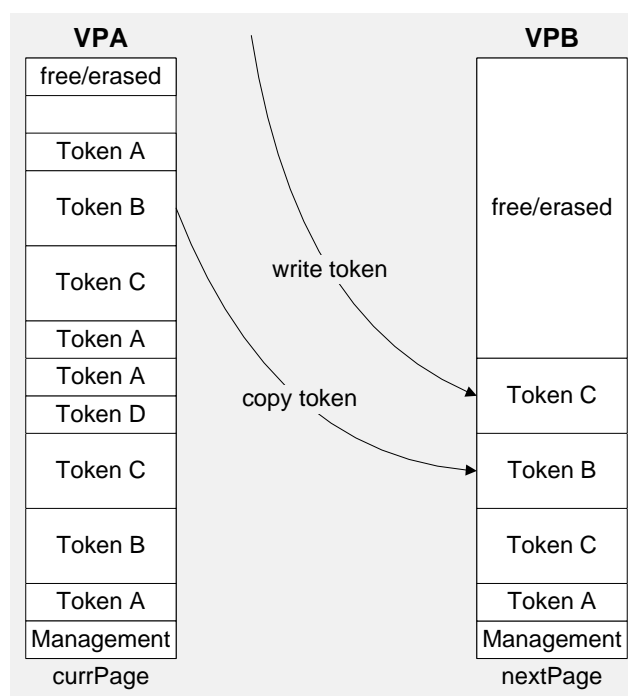 VPA
free/erased
Token A
Token B
Token C
Token A
Token A
Token D
Token C
Token B
Token A
Management
currPage
write token
copy token
VPB
free/erased
Token C
Token B
Token C
Token A
Management
nextPage